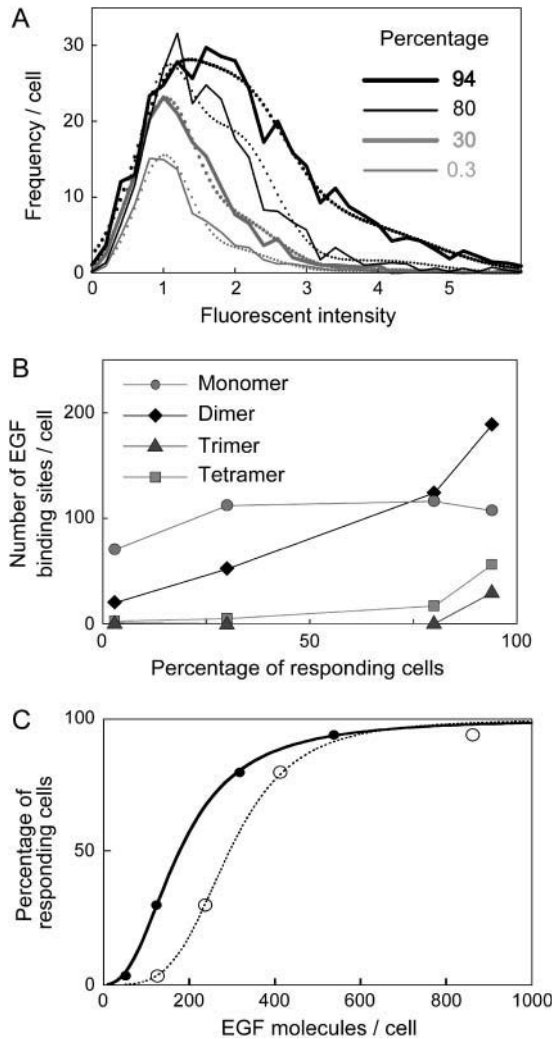 A
30
20
10
0
Frequency / cell
Percentage
94
80
30
0.3
0 1 2 3 4 5
Fluorescent intensity
B
Monomer
Dimer
Trimer
Tetramer
200
100
0
Number of EGF
binding sites / cell
0 50 100
Percentage of responding cells
C
100
50
0
Percentage of
responding cells
0 200 400 600 800 1000
EGF molecules / cell